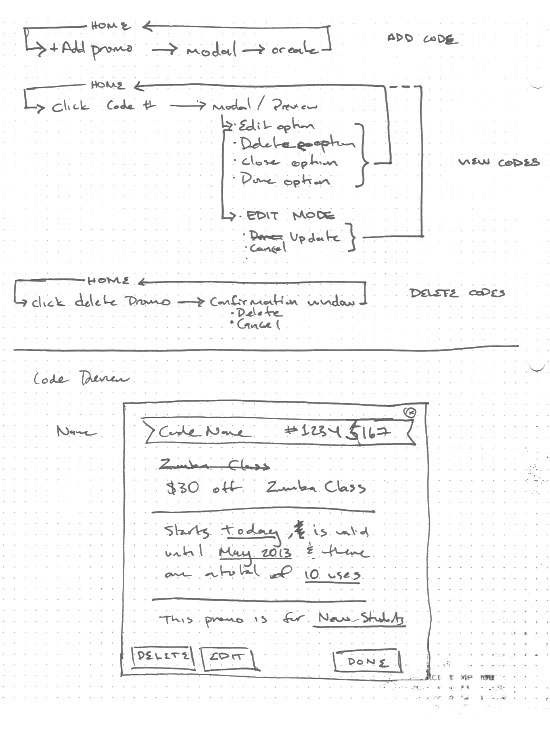 HOME
+Add promo → modal → create
ADD CODE
HOME
Click Code # → Modal / Preview
· Edit option
· Delete option
· Close option
· Done option
VIEW CODES
· EDIT MODE
· Done Update
· Cancel
HOME
click delete Promo → Confirmation window
· Delete
· Cancel
DELETE CODES
Code Preview
Name
Code Name #1234 $167
Zumba Class
$30 off Zumba Class
Starts today, & is valid
until May 2013 & there
are a total of 10 uses.
This promo is for New Students
DELETE EDIT DONE